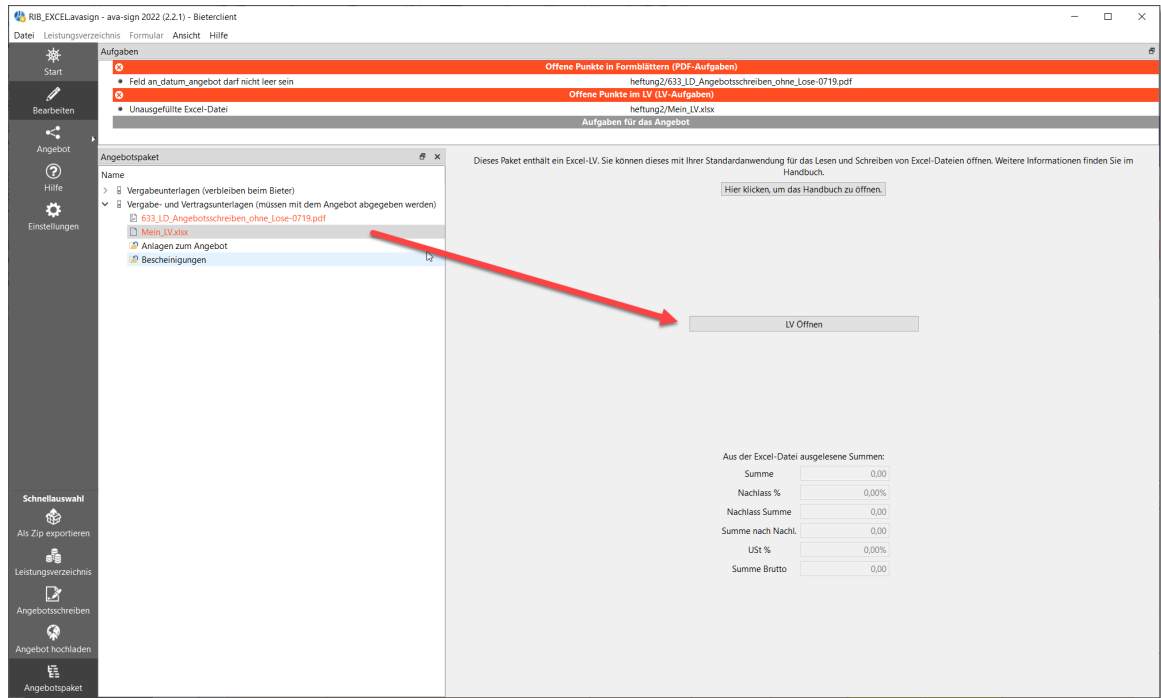 RIB_EXCEL.avasign - ava-sign 2022 (2.2.1) - Bieterclient
Datei Leistungsverzeichnis Formular Ansicht Hilfe
Start
Bearbeiten
Angebot
Hilfe
Einstellungen
Aufgaben
Offene Punkte in Formblättern (PDF-Aufgaben)
Feld an_datum_angebot darf nicht leer sein heftung2/633_LD_Angebotsschreiben_ohne_Lose-0719.pdf
Offene Punkte im LV (LV-Aufgaben)
Unausgefüllte Excel-Datei heftung2/Mein_LV.xlsx
Aufgaben für das Angebot
Angebotspaket
Name
Vergabeunterlagen (verbleiben beim Bieter)
Vergabe- und Vertragsunterlagen (müssen mit dem Angebot abgegeben werden)
633_LD_Angebotsschreiben_ohne_Lose-0719.pdf
Mein_LV.xlsx
Anlagen zum Angebot
Bescheinigungen
Dieses Paket enthält ein Excel-LV. Sie können dieses mit Ihrer Standardanwendung für das Lesen und Schreiben von Excel-Dateien öffnen. Weitere Informationen finden Sie im
Handbuch.
Hier klicken, um das Handbuch zu öffnen.
LV Öffnen
Aus der Excel-Datei ausgelesene Summen:
Summe 0,00
Nachlass % 0,00%
Nachlass Summe 0,00
Summe nach Nachl. 0,00
USt % 0,00%
Summe Brutto 0,00
Schnellauswahl
Als Zip exportieren
Leistungsverzeichnis
Angebotsschreiben
Angebot hochladen
Angebotspaket